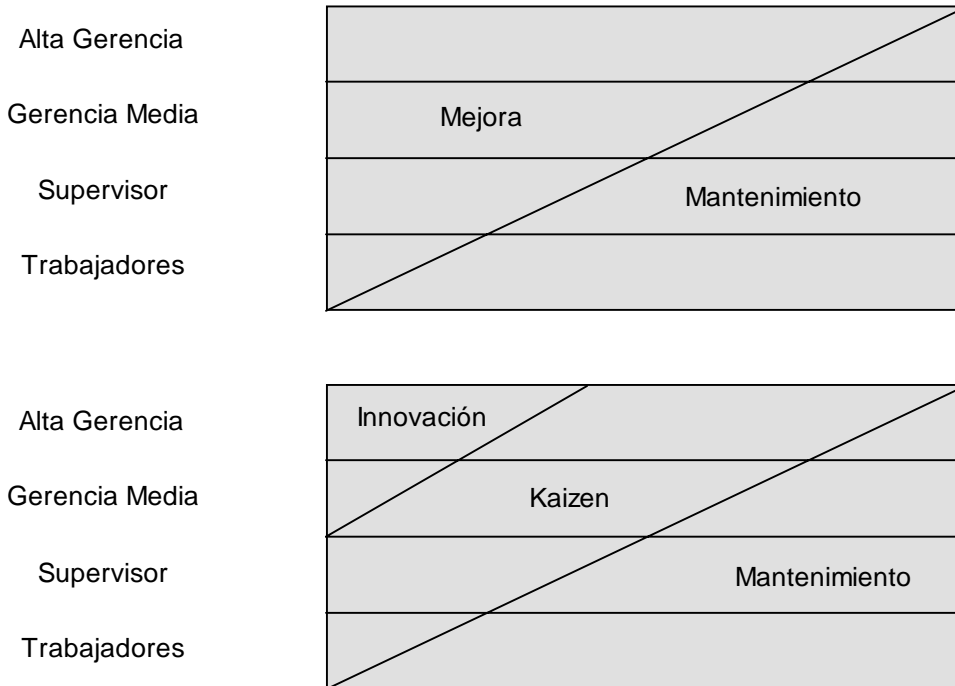 Alta Gerencia
Gerencia Media
Mejora
Supervisor
Mantenimiento
Trabajadores
Alta Gerencia
Innovación
Gerencia Media
Kaizen
Supervisor
Mantenimiento
Trabajadores